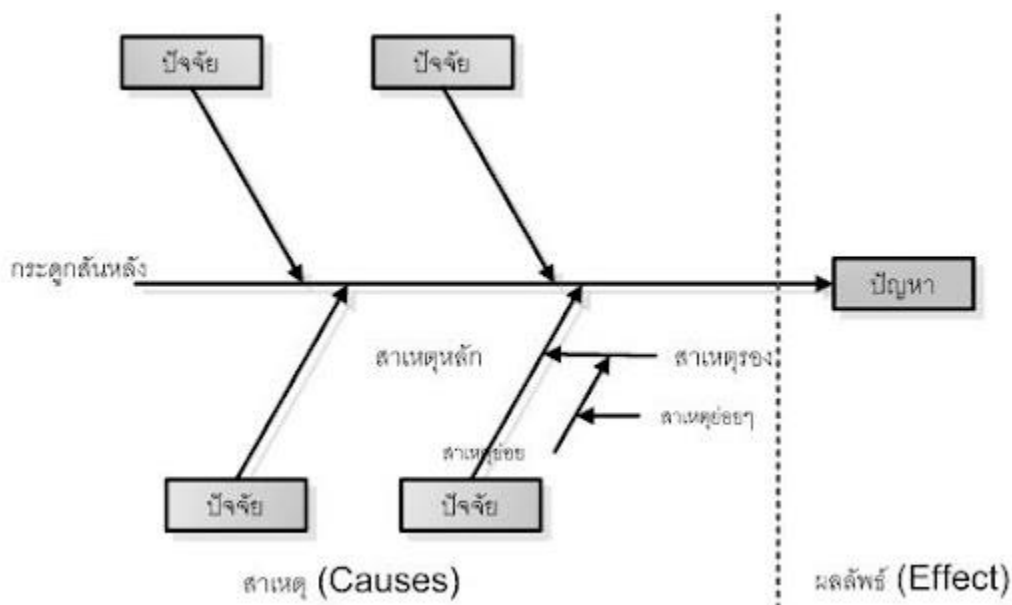 ปัจจัย
ปัจจัย
กระดูกสันหลัง
ปัญหา
สาเหตุหลัก
สาเหตุรอง
สาเหตุย่อยๆ
สาเหตุย่อย
ปัจจัย
ปัจจัย
สาเหตุ (Causes)
ผลลัพธ์ (Effect)